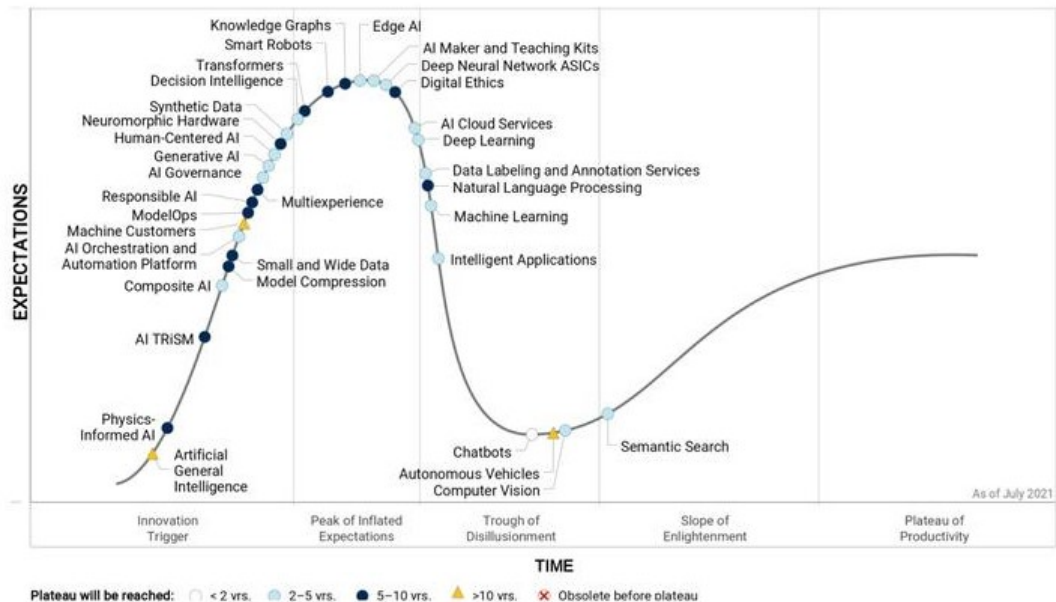 Knowledge Graphs
Edge AI
Smart Robots
AI Maker and Teaching Kits
Transformers
Deep Neural Network ASICs
Decision Intelligence
Digital Ethics
Synthetic Data
Neuromorphic Hardware
AI Cloud Services
Human-Centered AI
Deep Learning
Generative AI
AI Governance
Data Labeling and Annotation Services
Natural Language Processing
Responsible AI
Multiexperience
ModelOps
Machine Learning
Machine Customers
AI Orchestration and
Automation Platform
Small and Wide Data
Intelligent Applications
Model Compression
Composite AI
EXPECTATIONS
AI TRiSM
Physics-
Informed AI
Artificial
General
Intelligence
Chatbots
Semantic Search
Autonomous Vehicles
Computer Vision
As of July 2021
Innovation
Trigger
Peak of Inflated
Expectations
Trough of
Disillusionment
Slope of
Enlightenment
Plateau of
Productivity
TIME
Plateau will be reached: < 2 yrs. 2–5 yrs. 5–10 yrs. >10 yrs. Obsolete before plateau